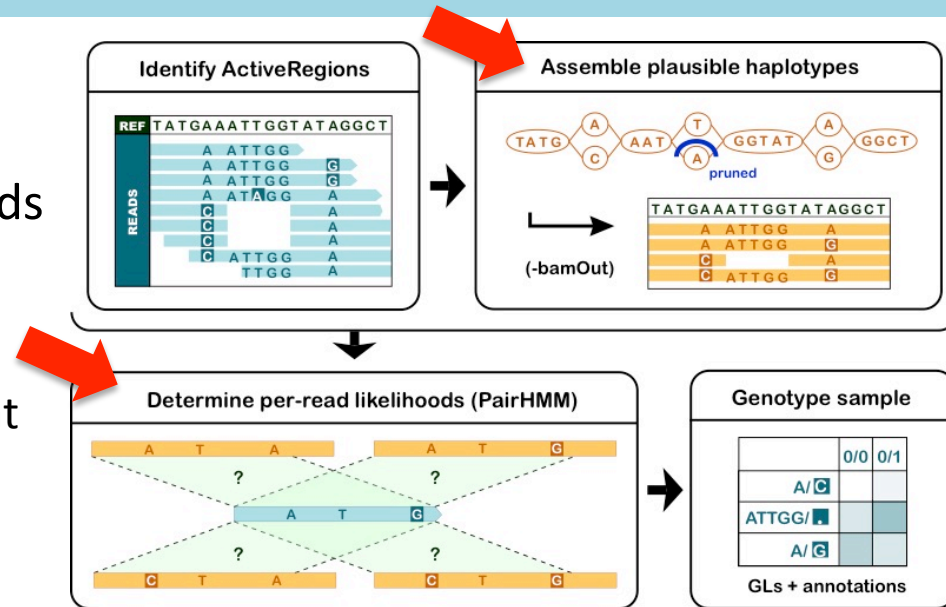 Identify ActiveRegions
REF TATGAAATTGGTATAGGCT
READS
A ATTGG
A ATTGG G
A ATTGG G
A ATAGG A
C A
C A
C A
C ATTGG A
TTGG A
ds
Assemble plausible haplotypes
A T A
TATG AAT GGTAT GGCT
C A G
pruned
(-bamOut)
TATGAAATTGGTATAGGCT
A ATTGG A
A ATTGG G
C A
C ATTGG G
t
Determine per-read likelihoods (PairHMM)
A T A A T G
? ?
A T G
? ?
C T A C T G
Genotype sample
0/0 0/1
A/C
ATTGG/.
A/G
GLs + annotations